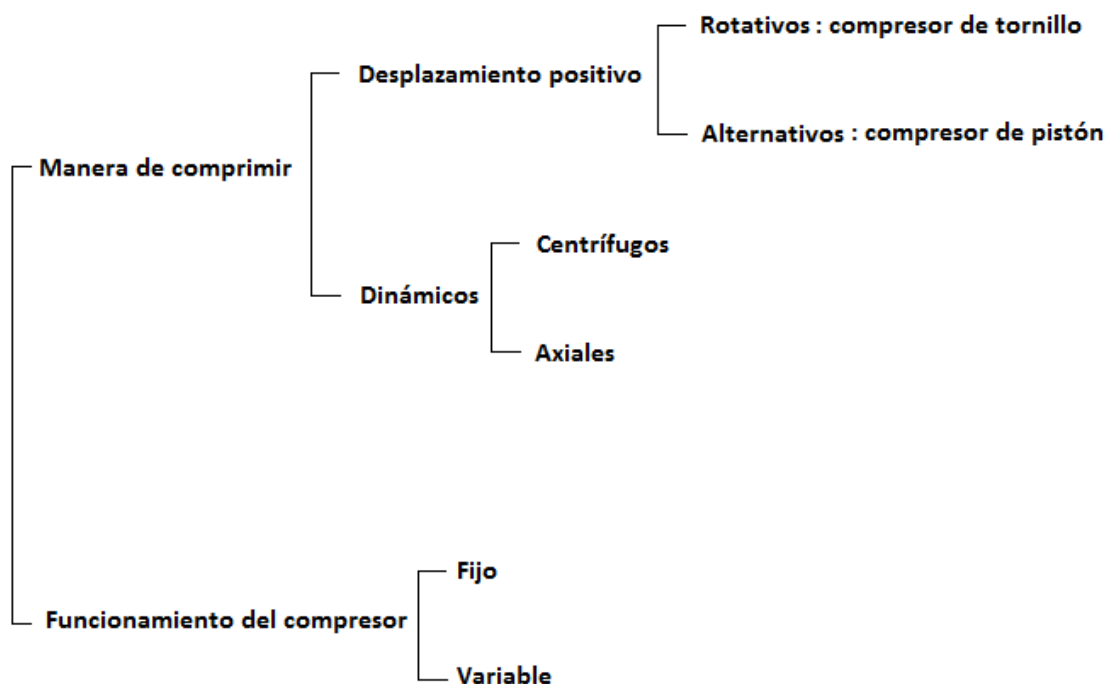 Rotativos : compresor de tornillo
Desplazamiento positivo
Alternativos : compresor de pistón
Manera de comprimir
Centrífugos
Dinámicos
Axiales
Fijo
Funcionamiento del compresor
Variable